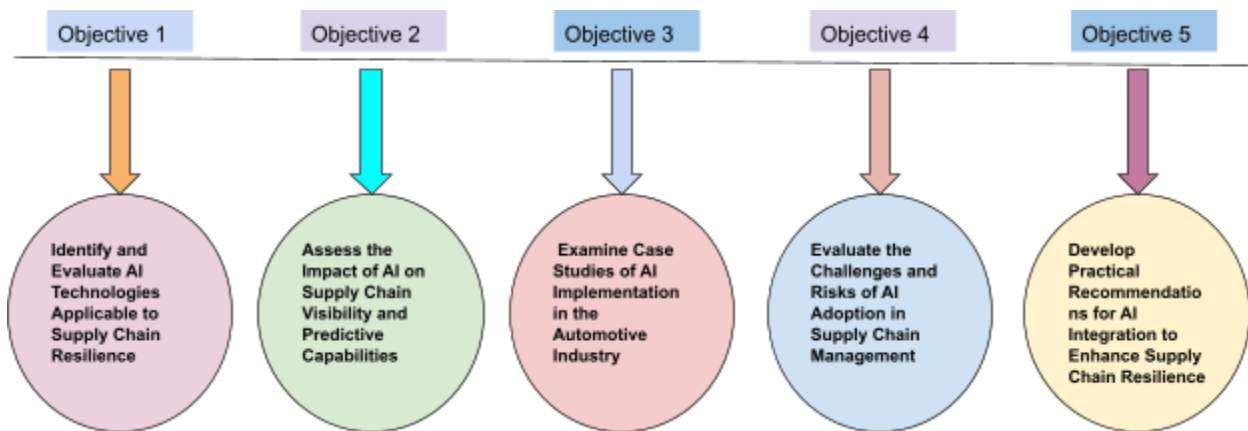 Objective 1
Objective 2
Objective 3
Objective 4
Objective 5
Identify and
Evaluate AI
Technologies
Applicable to
Supply Chain
Resilience
Assess the
Impact of AI on
Supply Chain
Visibility and
Predictive
Capabilities
Examine Case
Studies of AI
Implementation
in the
Automotive
Industry
Evaluate the
Challenges and
Risks of AI
Adoption in
Supply Chain
Management
Develop
Practical
Recommendatio
ns for AI
Integration to
Enhance Supply
Chain Resilience